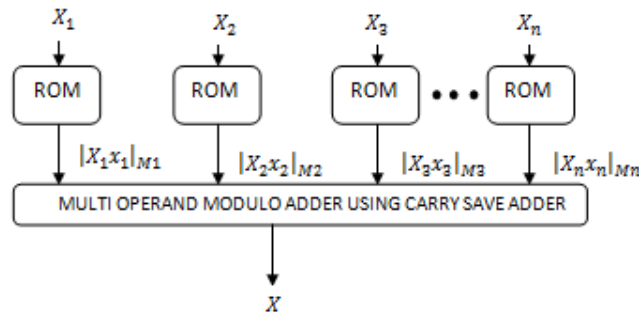 X₁ X₂ X₃ Xₙ
ROM ROM ROM ROM
|X₁x₁|M1 |X₂x₂|M2 |X₃x₃|M3 |Xₙxₙ|Mn
MULTI OPERAND MODULO ADDER USING CARRY SAVE ADDER
X